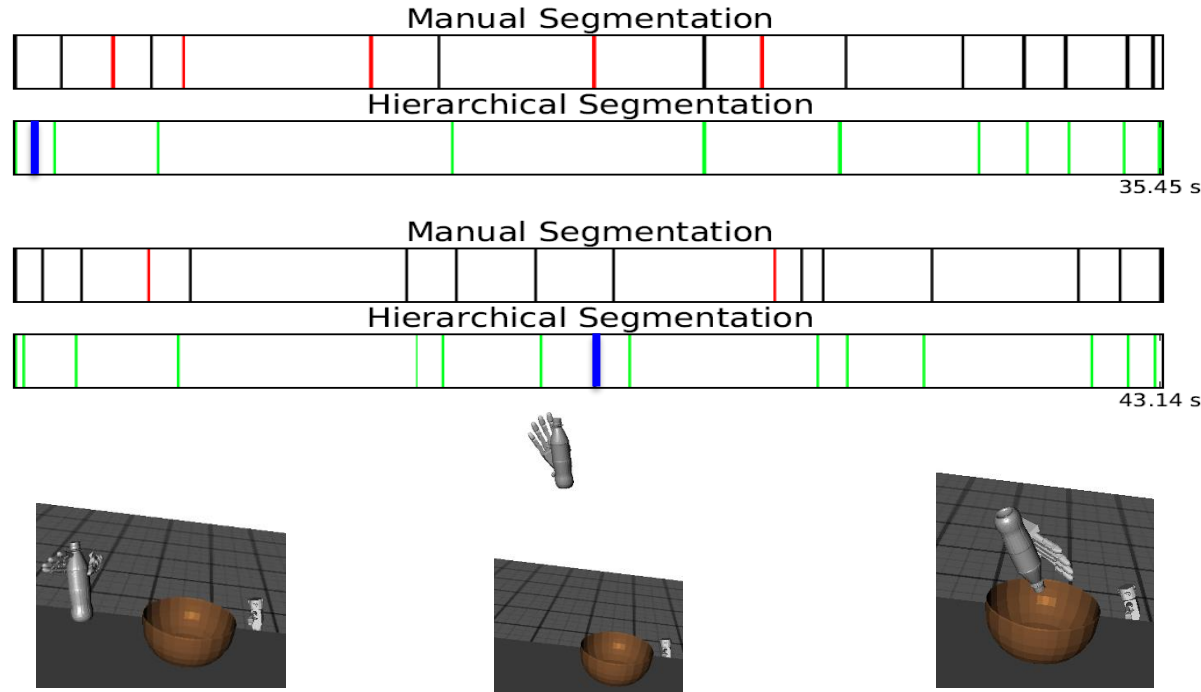 Manual Segmentation
Hierarchical Segmentation
35.45 s
Manual Segmentation
Hierarchical Segmentation
43.14 s